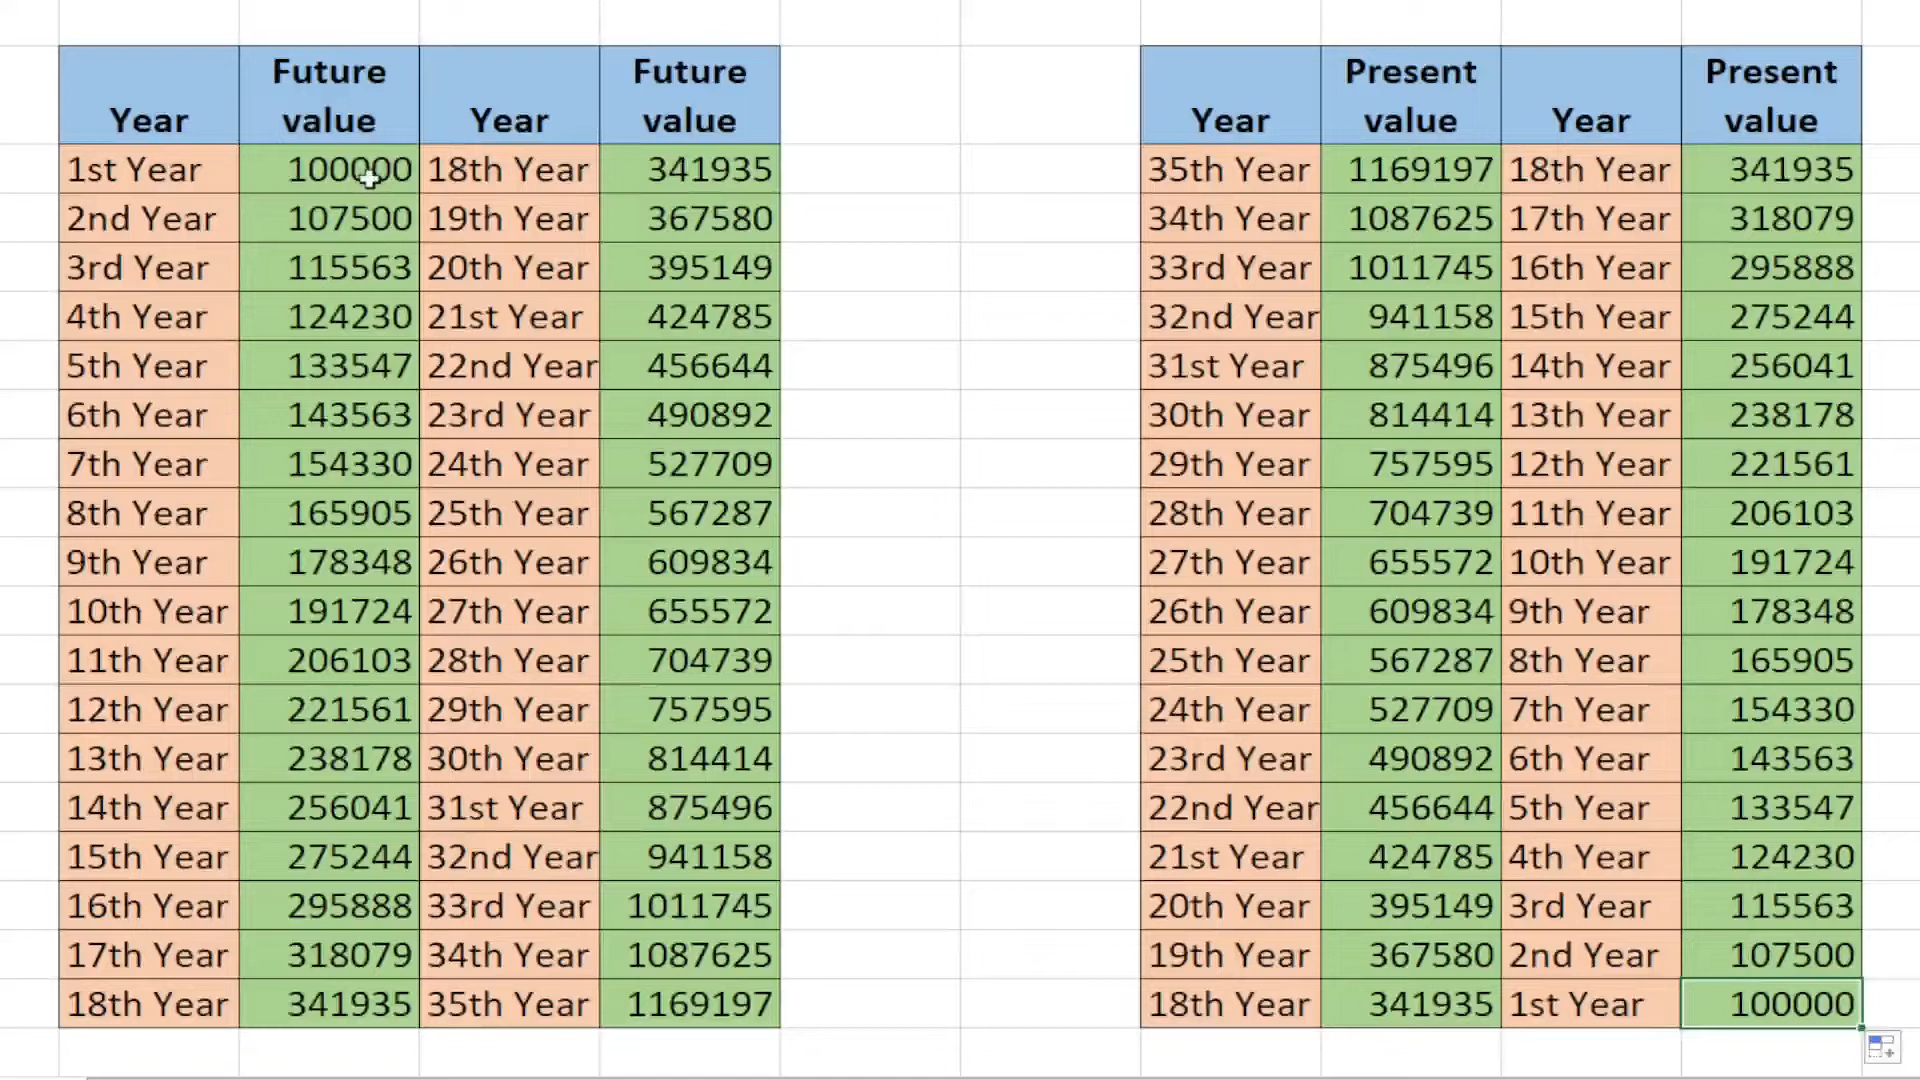 Year Future value Year Future value
1st Year 100000 18th Year 341935
2nd Year 107500 19th Year 367580
3rd Year 115563 20th Year 395149
4th Year 124230 21st Year 424785
5th Year 133547 22nd Year 456644
6th Year 143563 23rd Year 490892
7th Year 154330 24th Year 527709
8th Year 165905 25th Year 567287
9th Year 178348 26th Year 609834
10th Year 191724 27th Year 655572
11th Year 206103 28th Year 704739
12th Year 221561 29th Year 757595
13th Year 238178 30th Year 814414
14th Year 256041 31st Year 875496
15th Year 275244 32nd Year 941158
16th Year 295888 33rd Year 1011745
17th Year 318079 34th Year 1087625
18th Year 341935 35th Year 1169197
Year Present value Year Present value
35th Year 1169197 18th Year 341935
34th Year 1087625 17th Year 318079
33rd Year 1011745 16th Year 295888
32nd Year 941158 15th Year 275244
31st Year 875496 14th Year 256041
30th Year 814414 13th Year 238178
29th Year 757595 12th Year 221561
28th Year 704739 11th Year 206103
27th Year 655572 10th Year 191724
26th Year 609834 9th Year 178348
25th Year 567287 8th Year 165905
24th Year 527709 7th Year 154330
23rd Year 490892 6th Year 143563
22nd Year 456644 5th Year 133547
21st Year 424785 4th Year 124230
20th Year 395149 3rd Year 115563
19th Year 367580 2nd Year 107500
18th Year 341935 1st Year 100000